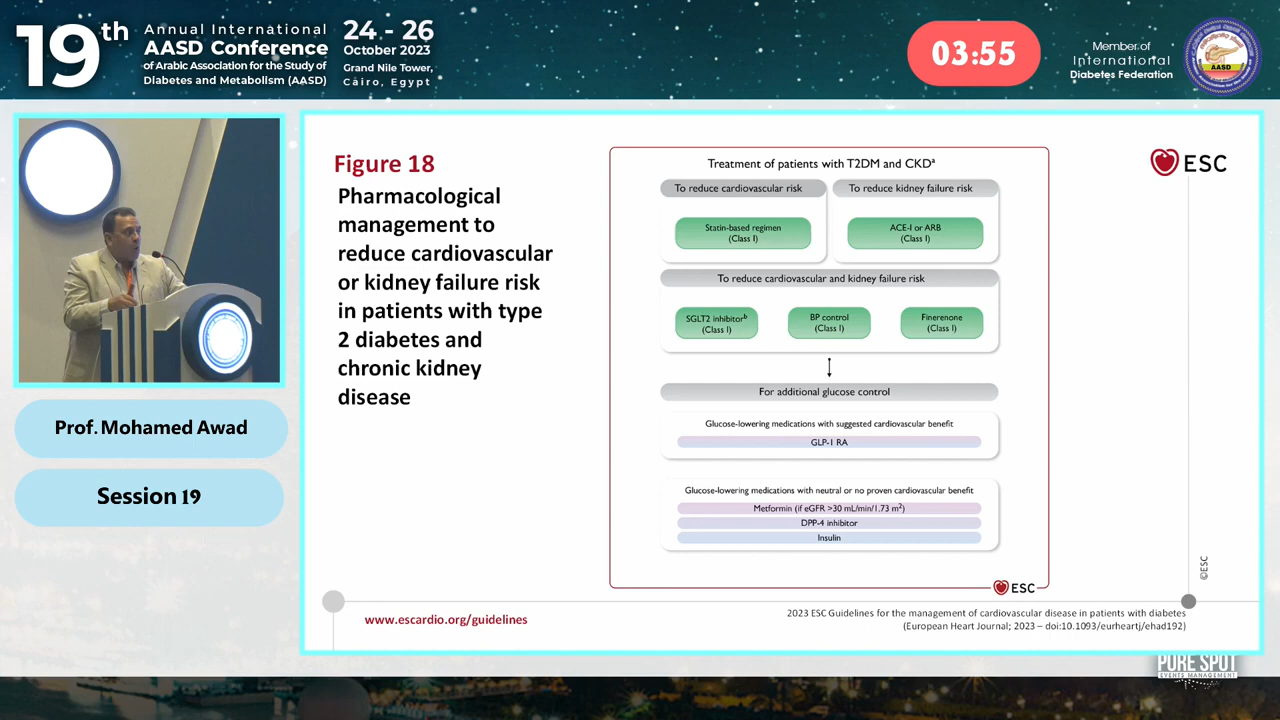 19th
Annual International
AASD Conference
of Arabic Association for the Study of
Diabetes and Metabolism (AASD)
24 - 26
October 2023
Grand Nile Tower,
Cairo, Egypt
03:55
Member of
International
Diabetes Federation
AASD
Prof. Mohamed Awad
Session 19
Figure 18
Pharmacological
management to
reduce cardiovascular
or kidney failure risk
in patients with type
2 diabetes and
chronic kidney
disease
Treatment of patients with T2DM and CKDᵃ
To reduce cardiovascular risk
To reduce kidney failure risk
Statin-based regimen
(Class I)
ACE-I or ARB
(Class I)
To reduce cardiovascular and kidney failure risk
SGLT2 inhibitorᵇ
(Class I)
BP control
(Class I)
Finerenone
(Class I)
For additional glucose control
Glucose-lowering medications with suggested cardiovascular benefit
GLP-1 RA
Glucose-lowering medications with neutral or no proven cardiovascular benefit
Metformin (if eGFR >30 mL/min/1.73 m²)
DPP-4 inhibitor
Insulin
ESC
ESC
©ESC
www.escardio.org/guidelines
2023 ESC Guidelines for the management of cardiovascular disease in patients with diabetes
(European Heart Journal; 2023 – doi:10.1093/eurheartj/ehad192)
PURE SPOT
EVENTS MANAGEMENT